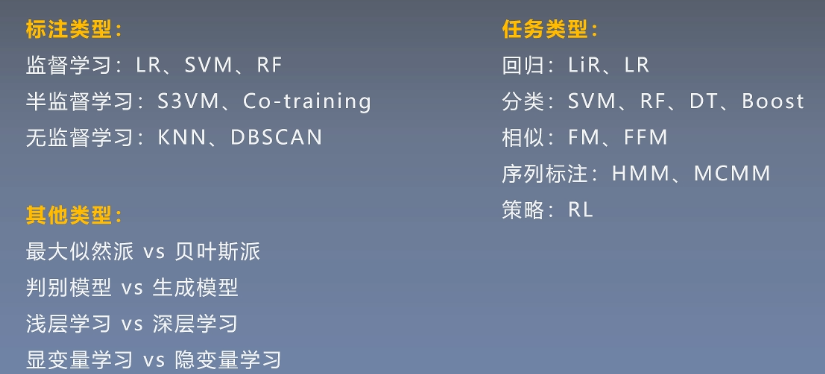 标注类型：
监督学习：LR、SVM、RF
半监督学习：S3VM、Co-training
无监督学习：KNN、DBSCAN
其他类型：
最大似然派 vs 贝叶斯派
判别模型 vs 生成模型
浅层学习 vs 深层学习
显变量学习 vs 隐变量学习
任务类型：
回归：LiR、LR
分类：SVM、RF、DT、Boost
相似：FM、FFM
序列标注：HMM、MCMM
策略：RL